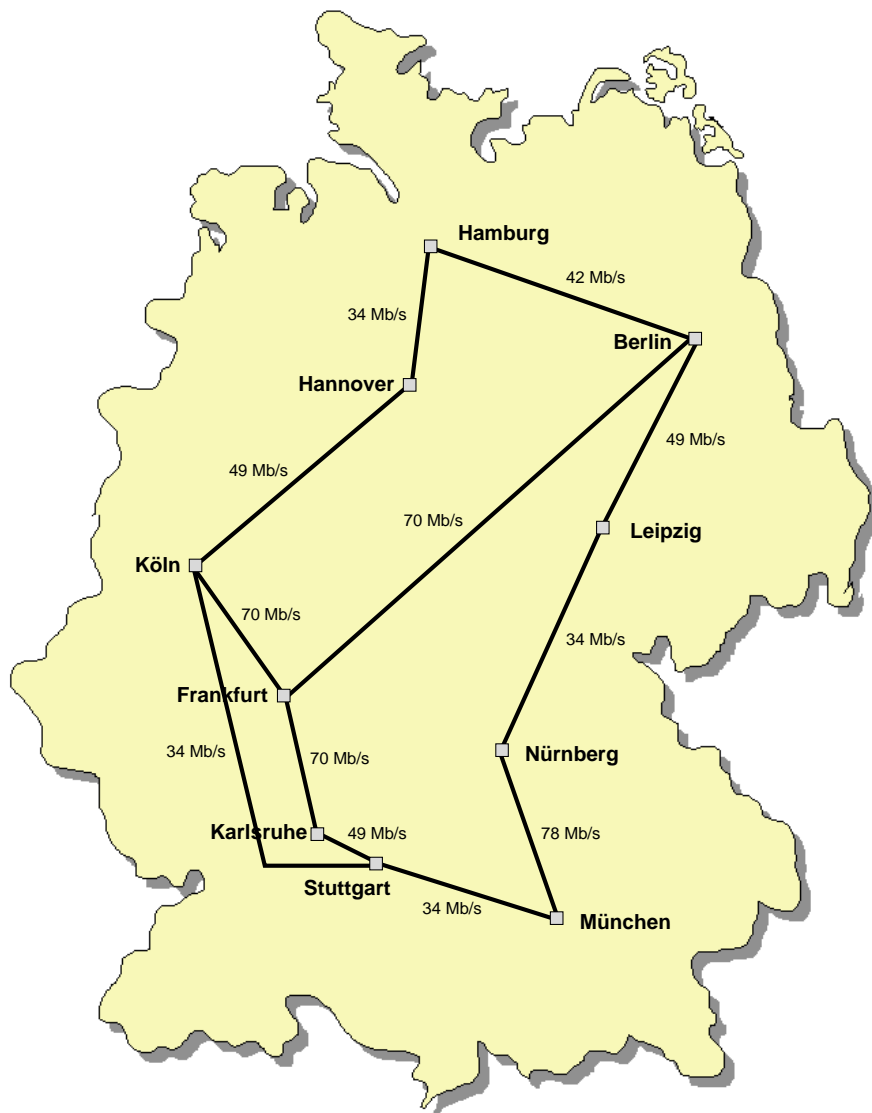 Hamburg
42 Mb/s
34 Mb/s
Berlin
Hannover
49 Mb/s
49 Mb/s
70 Mb/s
Leipzig
Köln
70 Mb/s
34 Mb/s
Frankfurt
34 Mb/s
70 Mb/s
Nürnberg
Karlsruhe
49 Mb/s
78 Mb/s
Stuttgart
34 Mb/s
München